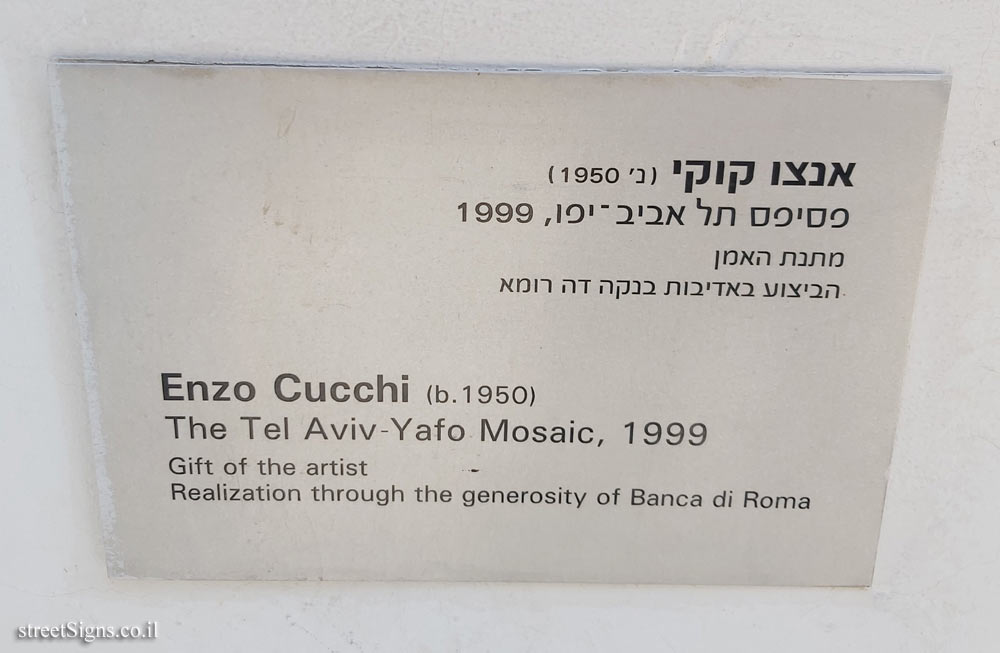 אנצו קוקי (נ' 1950)
פסיפס תל אביב-יפו, 1999
מתנת האמן
הביצוע באדיבות בנקה דה רומא
Enzo Cucchi (b.1950)
The Tel Aviv-Yafo Mosaic, 1999
Gift of the artist
Realization through the generosity of Banca di Roma
streetSigns.co.il